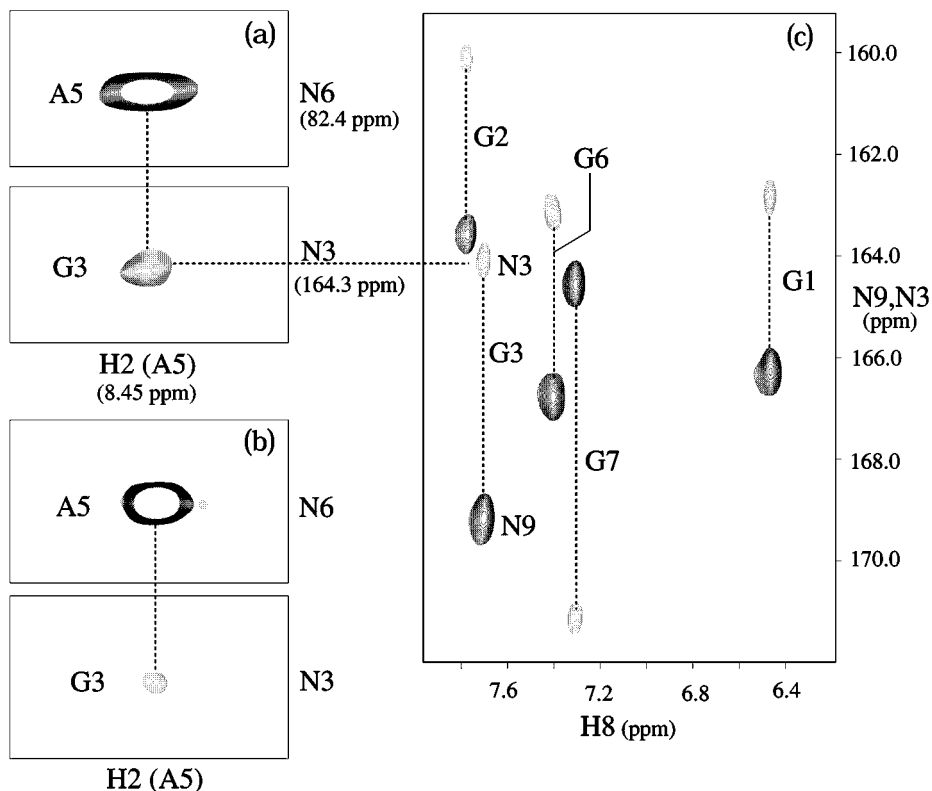 (a)
A5
N6
(82.4 ppm)
G3
N3
(164.3 ppm)
H2 (A5)
(8.45 ppm)
(b)
A5
N6
G3
N3
H2 (A5)
(c)
G2
G6
N3
G3
G1
G7
N9
160.0
162.0
164.0
N9,N3
(ppm)
166.0
168.0
170.0
7.6
7.2
6.8
6.4
H8 (ppm)